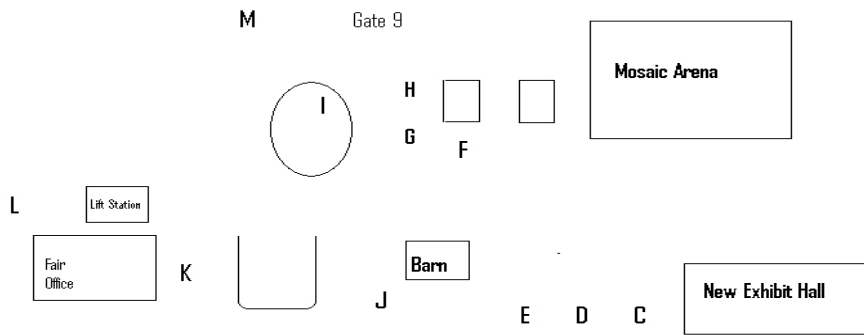 M
Gate 9
Mosaic Arena
H
I
G
F
L
Lift Station
Fair
Office
K
Barn
J
New Exhibit Hall
E
D
C